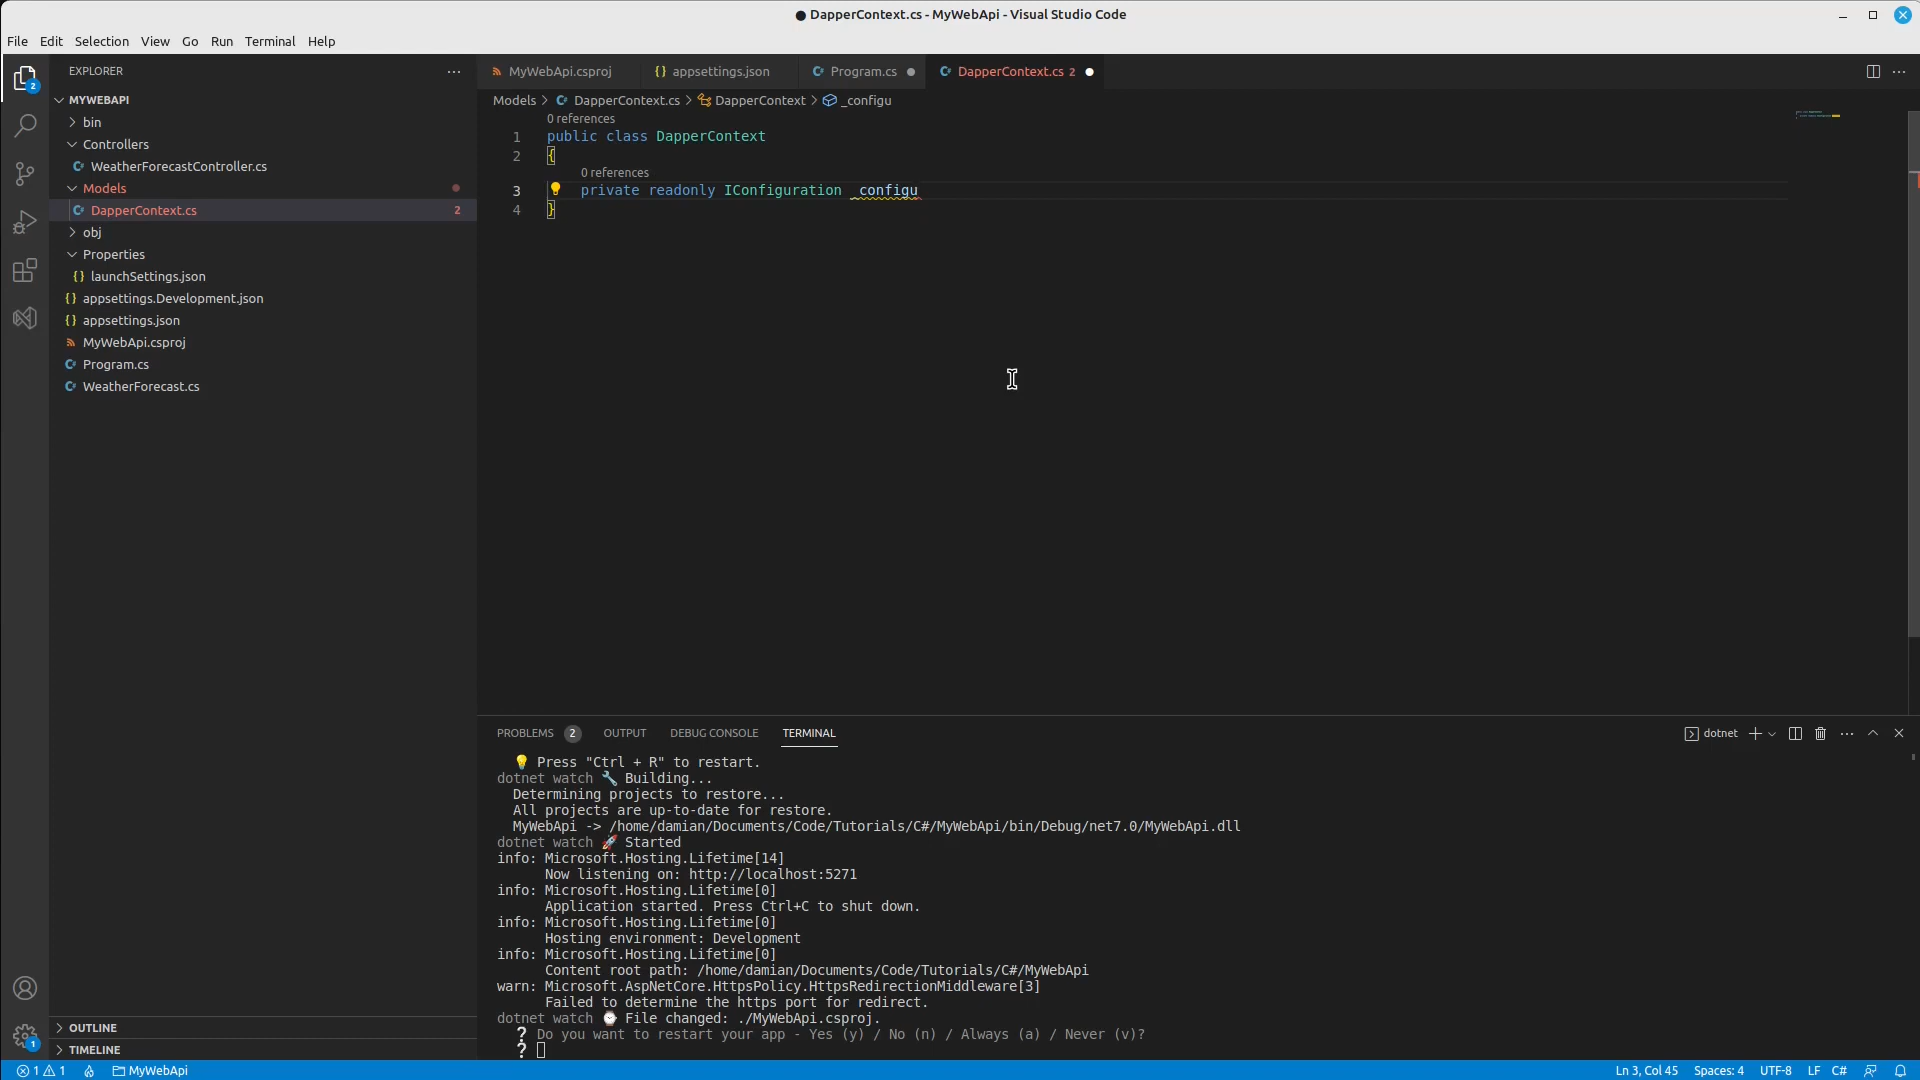 DapperContext.cs - MyWebApi - Visual Studio Code
File Edit Selection View Go Run Terminal Help
EXPLORER
MYWEBAPI
bin
Controllers
WeatherForecastController.cs
Models
DapperContext.cs 2
obj
Properties
launchSettings.json
appsettings.Development.json
appsettings.json
MyWebApi.csproj
Program.cs
WeatherForecast.cs
OUTLINE
TIMELINE
2
1
MyWebApi.csproj appsettings.json Program.cs DapperContext.cs 2
Models > DapperContext.cs > DapperContext > _configu
0 references
1 public class DapperContext
2 {
0 references
3 private readonly IConfiguration _configu
4 }
PROBLEMS 2 OUTPUT DEBUG CONSOLE TERMINAL dotnet
💡 Press "Ctrl + R" to restart.
dotnet watch 🔧 Building...
Determining projects to restore...
All projects are up-to-date for restore.
MyWebApi -> /home/damian/Documents/Code/Tutorials/C#/MyWebApi/bin/Debug/net7.0/MyWebApi.dll
dotnet watch 🚀 Started
info: Microsoft.Hosting.Lifetime[14]
Now listening on: http://localhost:5271
info: Microsoft.Hosting.Lifetime[0]
Application started. Press Ctrl+C to shut down.
info: Microsoft.Hosting.Lifetime[0]
Hosting environment: Development
info: Microsoft.Hosting.Lifetime[0]
Content root path: /home/damian/Documents/Code/Tutorials/C#/MyWebApi
warn: Microsoft.AspNetCore.HttpsPolicy.HttpsRedirectionMiddleware[3]
Failed to determine the https port for redirect.
dotnet watch ⌚ File changed: ./MyWebApi.csproj.
❔ Do you want to restart your app - Yes (y) / No (n) / Always (a) / Never (v)?
❔
1 1 MyWebApi Ln 3, Col 45 Spaces: 4 UTF-8 LF C#